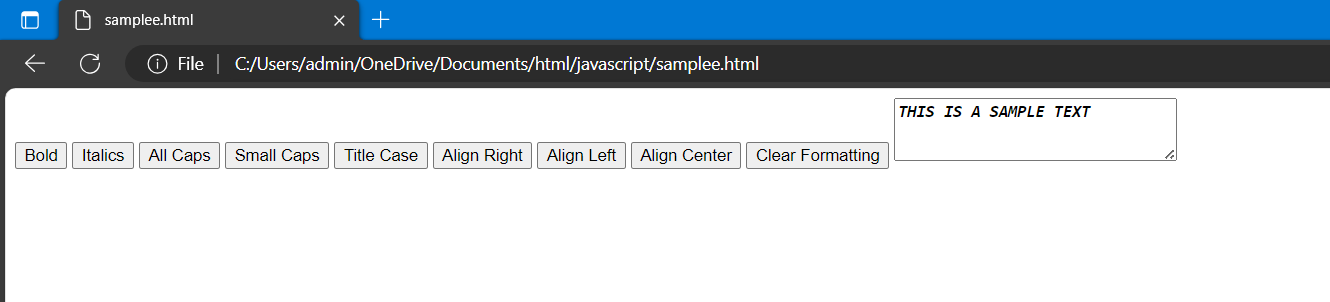 samplee.html
File C:/Users/admin/OneDrive/Documents/html/javascript/samplee.html
THIS IS A SAMPLE TEXT
Bold Italics All Caps Small Caps Title Case Align Right Align Left Align Center Clear Formatting